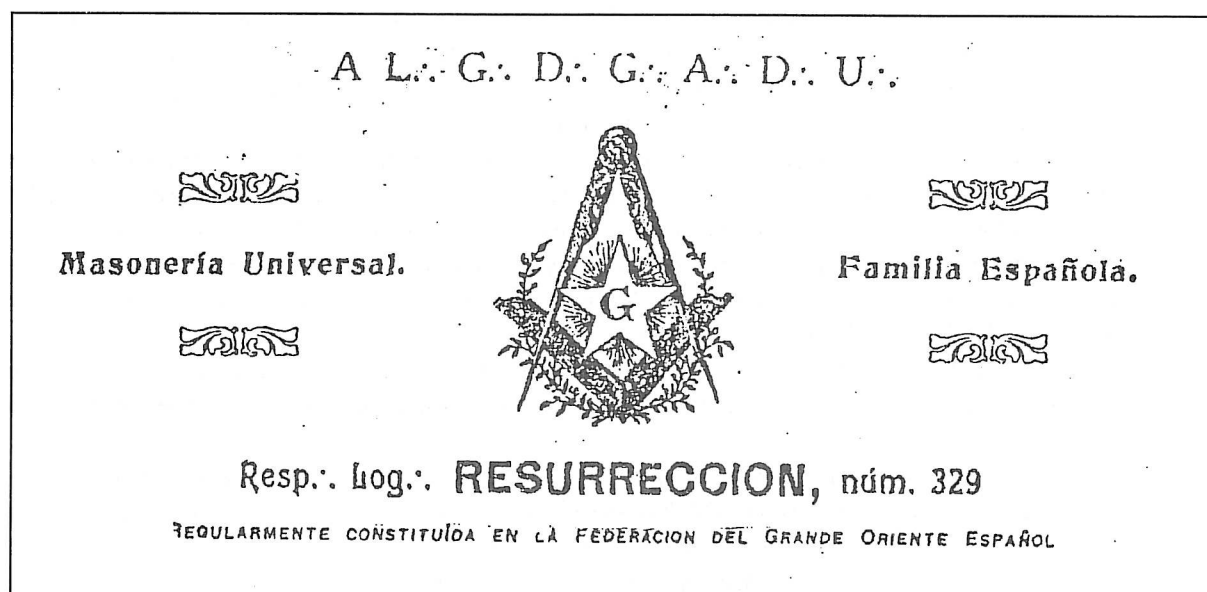 A L∴ G∴ D∴ G∴ A∴ D∴ U∴
Masonería Universal.
Familia Española.
G
Resp∴ Log∴ RESURRECCION, núm. 329
REGULARMENTE CONSTITUÍDA EN LA FEDERACION DEL GRANDE ORIENTE ESPAÑOL